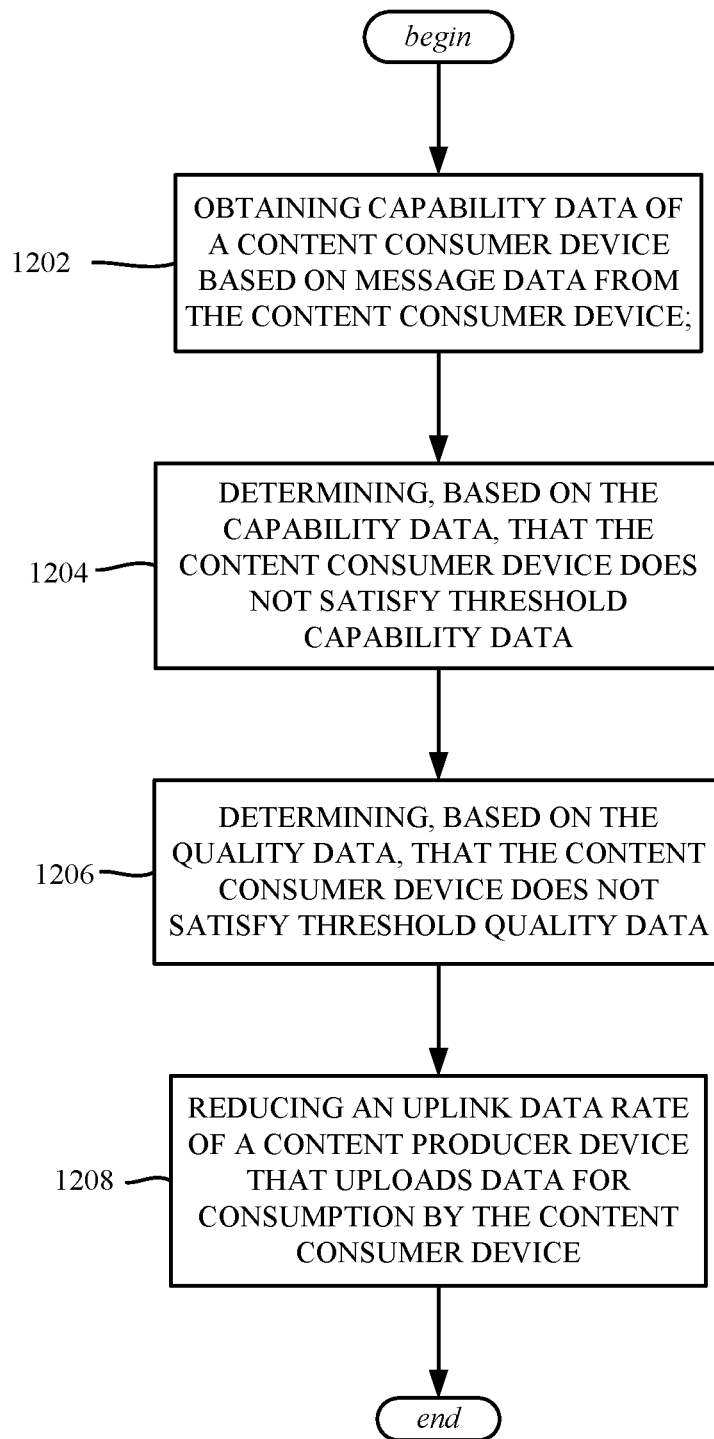 begin
1202
OBTAINING CAPABILITY DATA OF
A CONTENT CONSUMER DEVICE
BASED ON MESSAGE DATA FROM
THE CONTENT CONSUMER DEVICE;
1204
DETERMINING, BASED ON THE
CAPABILITY DATA, THAT THE
CONTENT CONSUMER DEVICE DOES
NOT SATISFY THRESHOLD
CAPABILITY DATA
1206
DETERMINING, BASED ON THE
QUALITY DATA, THAT THE CONTENT
CONSUMER DEVICE DOES NOT
SATISFY THRESHOLD QUALITY DATA
1208
REDUCING AN UPLINK DATA RATE
OF A CONTENT PRODUCER DEVICE
THAT UPLOADS DATA FOR
CONSUMPTION BY THE CONTENT
CONSUMER DEVICE
end